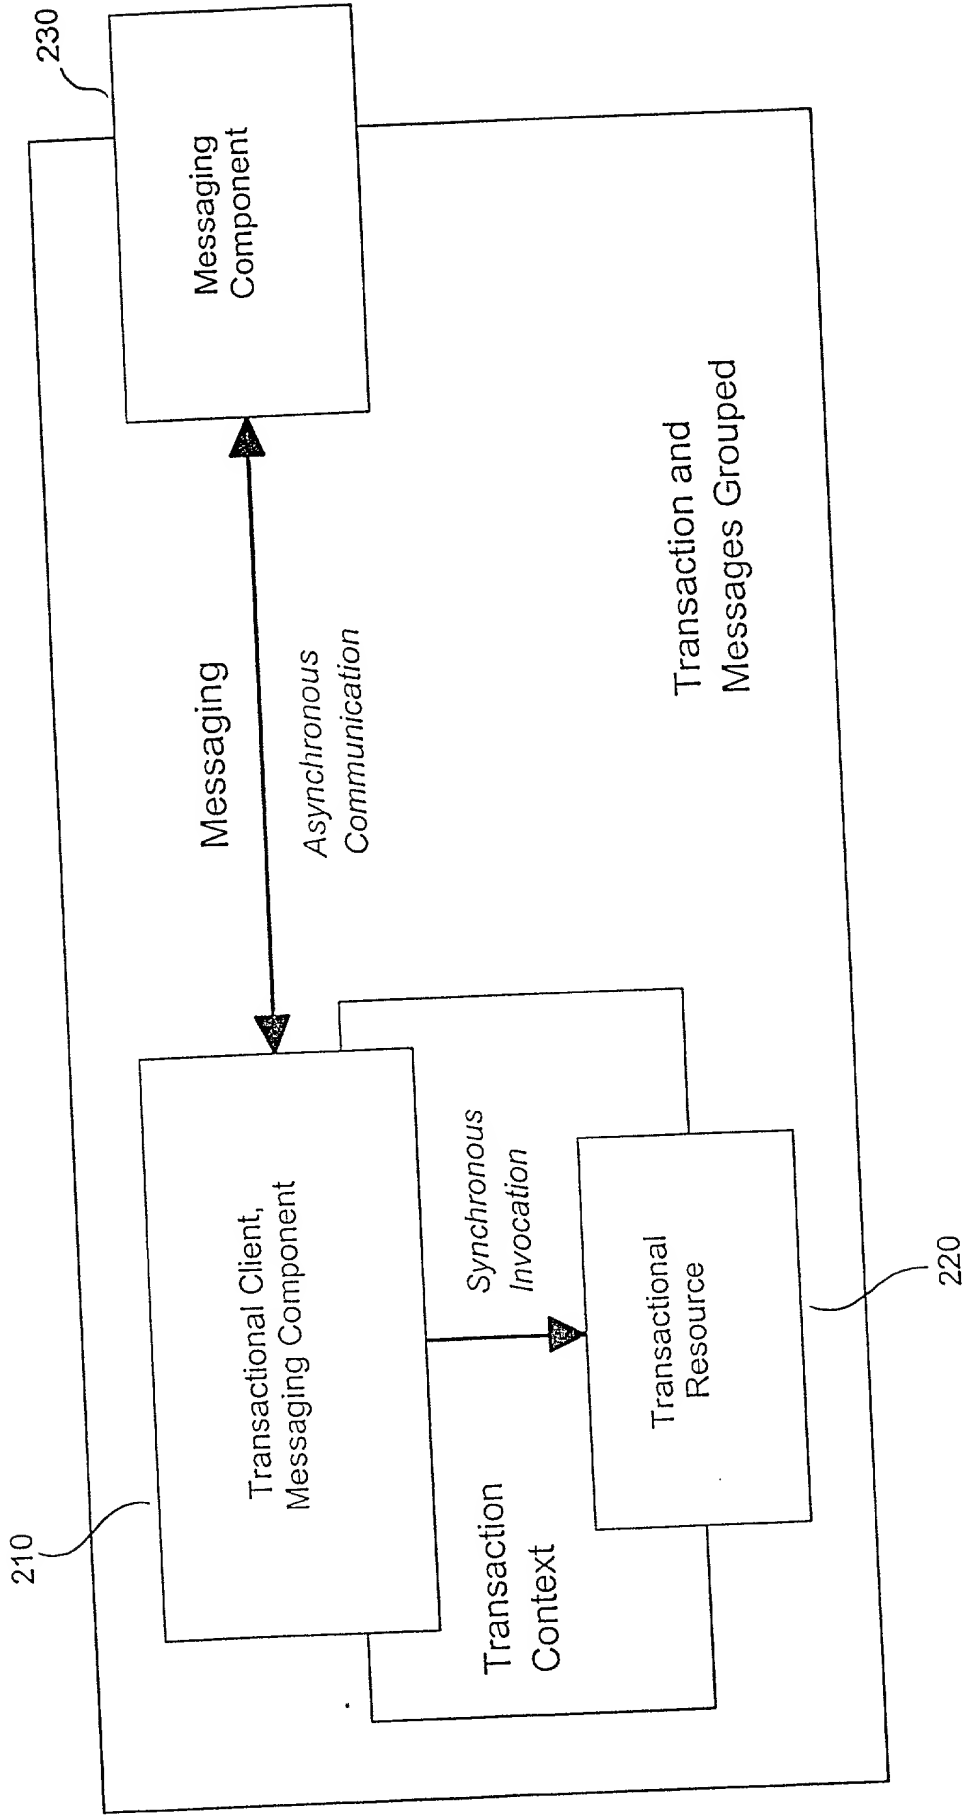 210
Transactional Client,
Messaging Component
Messaging
Asynchronous
Communication
230
Messaging
Component
Transaction
Context
Synchronous
Invocation
Transactional
Resource
220
Transaction and
Messages Grouped